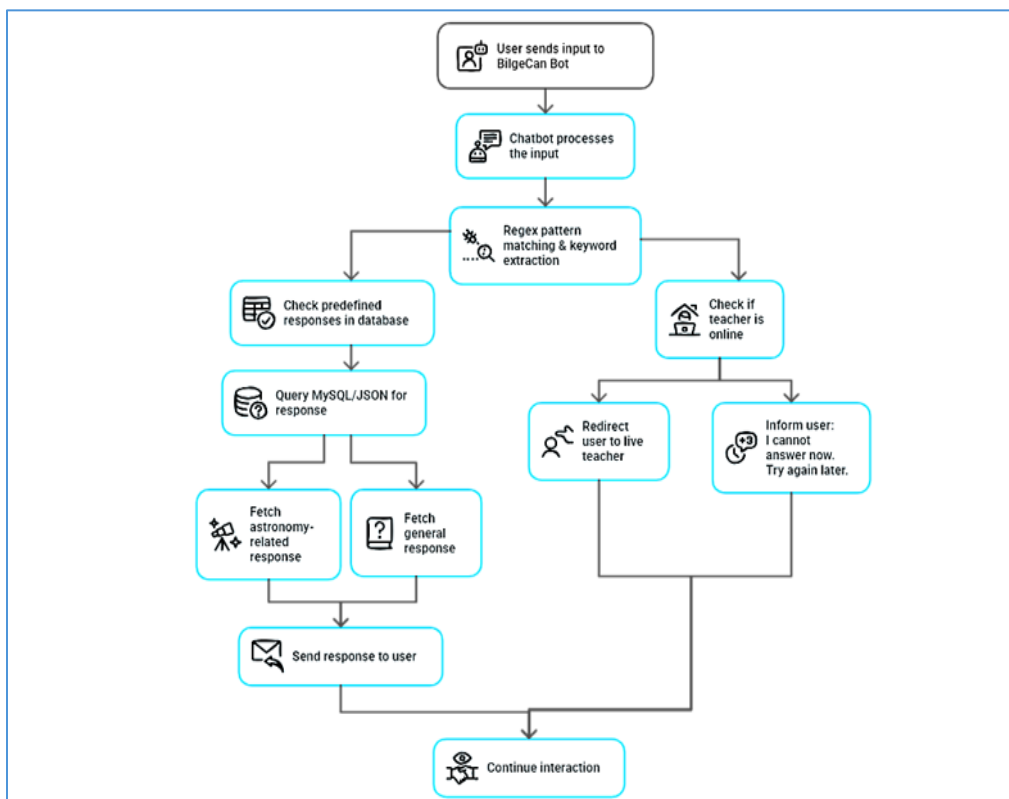 User sends input to
BilgeCan Bot
Chatbot processes
the input
Regex pattern
matching & keyword
extraction
Check predefined
responses in database
Check if
teacher is
online
Query MySQL/JSON for
response
Redirect
user to live
teacher
+3
Inform user:
I cannot
answer now.
Try again later.
Fetch
astronomy-
related
response
?
Fetch
general
response
Send response to user
Continue interaction